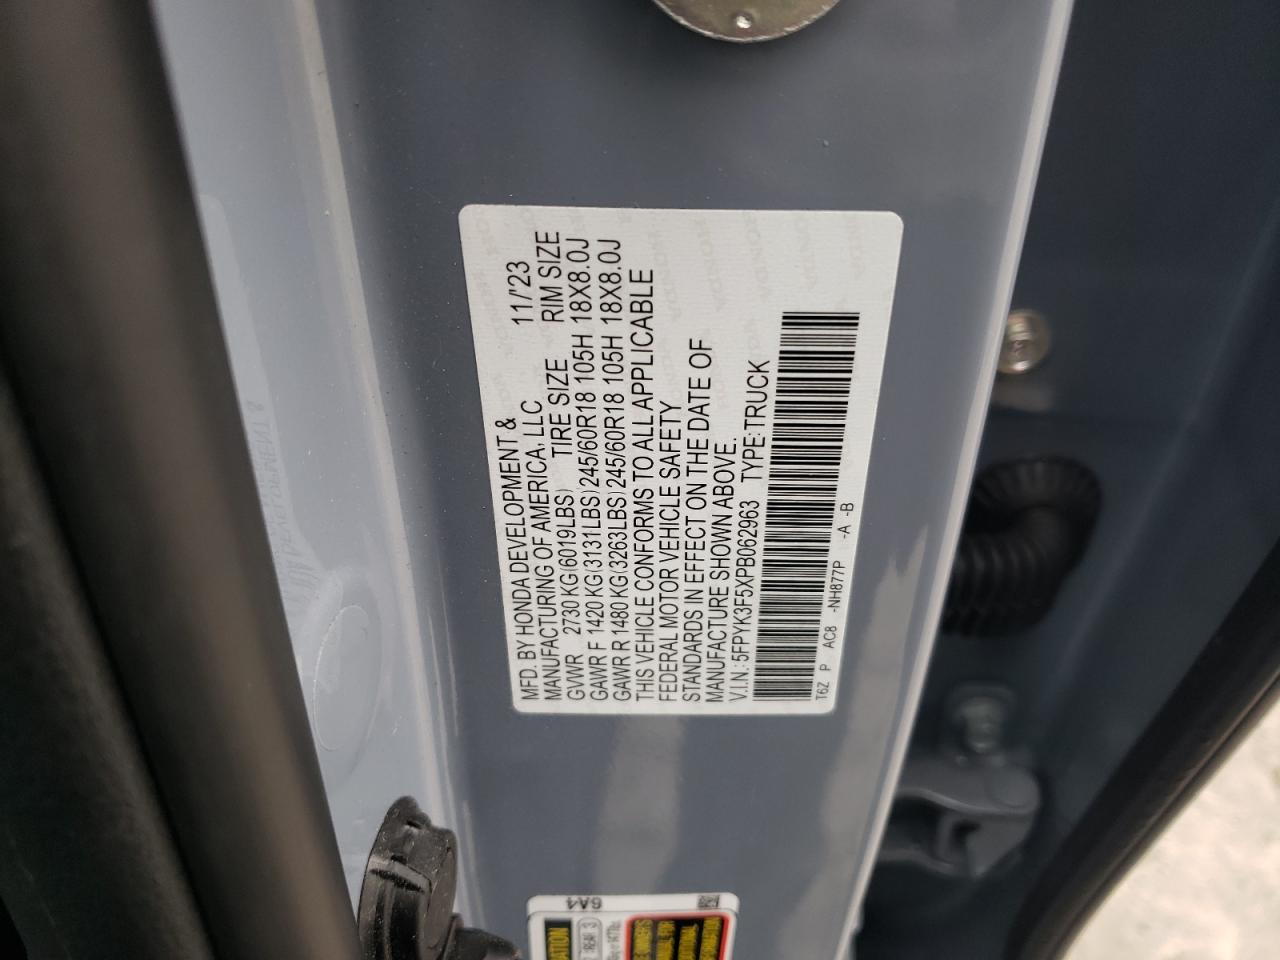 MFD. BY HONDA DEVELOPMENT &
MANUFACTURING OF AMERICA, LLC 11/'23
GVWR 2730 KG(6019LBS) TIRE SIZE RIM SIZE
GAWR F 1420 KG(3131LBS) 245/60R18 105H 18X8.0J
GAWR R 1480 KG(3263LBS) 245/60R18 105H 18X8.0J
THIS VEHICLE CONFORMS TO ALL APPLICABLE
FEDERAL MOTOR VEHICLE SAFETY
STANDARDS IN EFFECT ON THE DATE OF
MANUFACTURE SHOWN ABOVE.
V.I.N.: 5FPYK3F5XPB062963 TYPE: TRUCK
T6Z P AC8 -NH877P -A -B
6A4